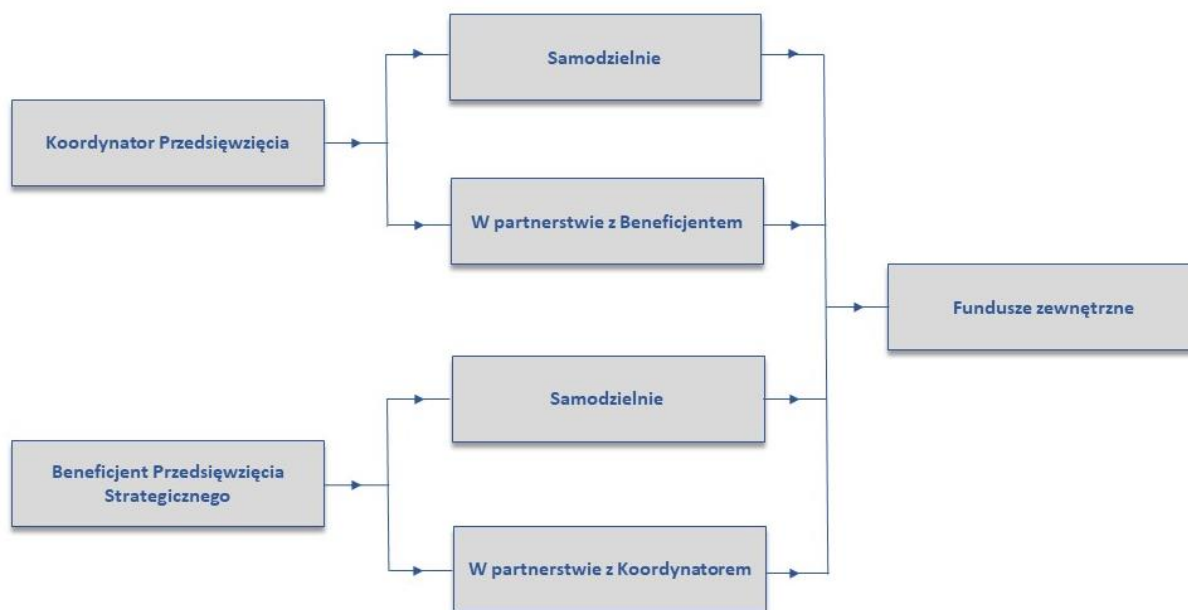 Samodzielnie
Koordynator Przedsięwzięcia
W partnerstwie z Beneficjentem
Fundusze zewnętrzne
Samodzielnie
Beneficjent Przedsięwzięcia
Strategicznego
W partnerstwie z Koordynatorem